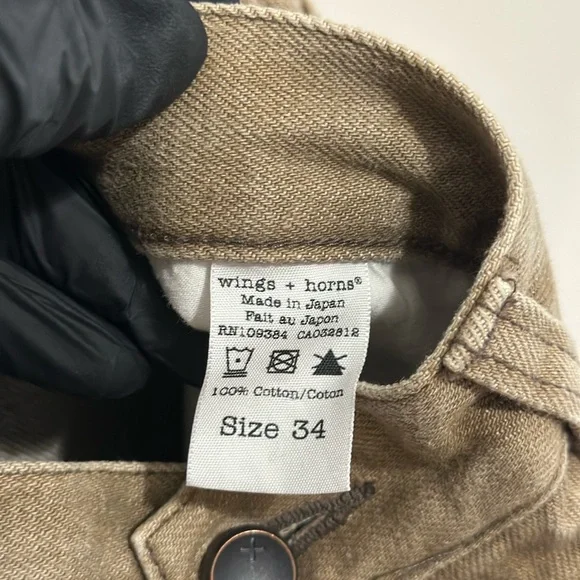 wings + horns®
Made in Japan
Fait au Japon
RN109384 CA032812
100% Cotton/Coton
Size 34